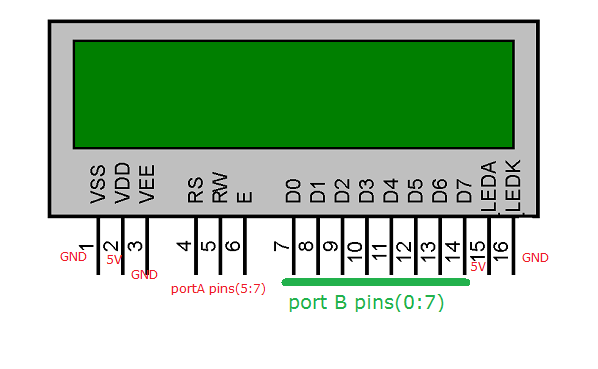 VSS VDD VEE RS RW E D0 D1 D2 D3 D4 D5 D6 D7 LEDA LEDK
1 2 3 4 5 6 7 8 9 10 11 12 13 14 15 16
GND 5V GND 5V GND
portA pins(5:7)
port B pins(0:7)